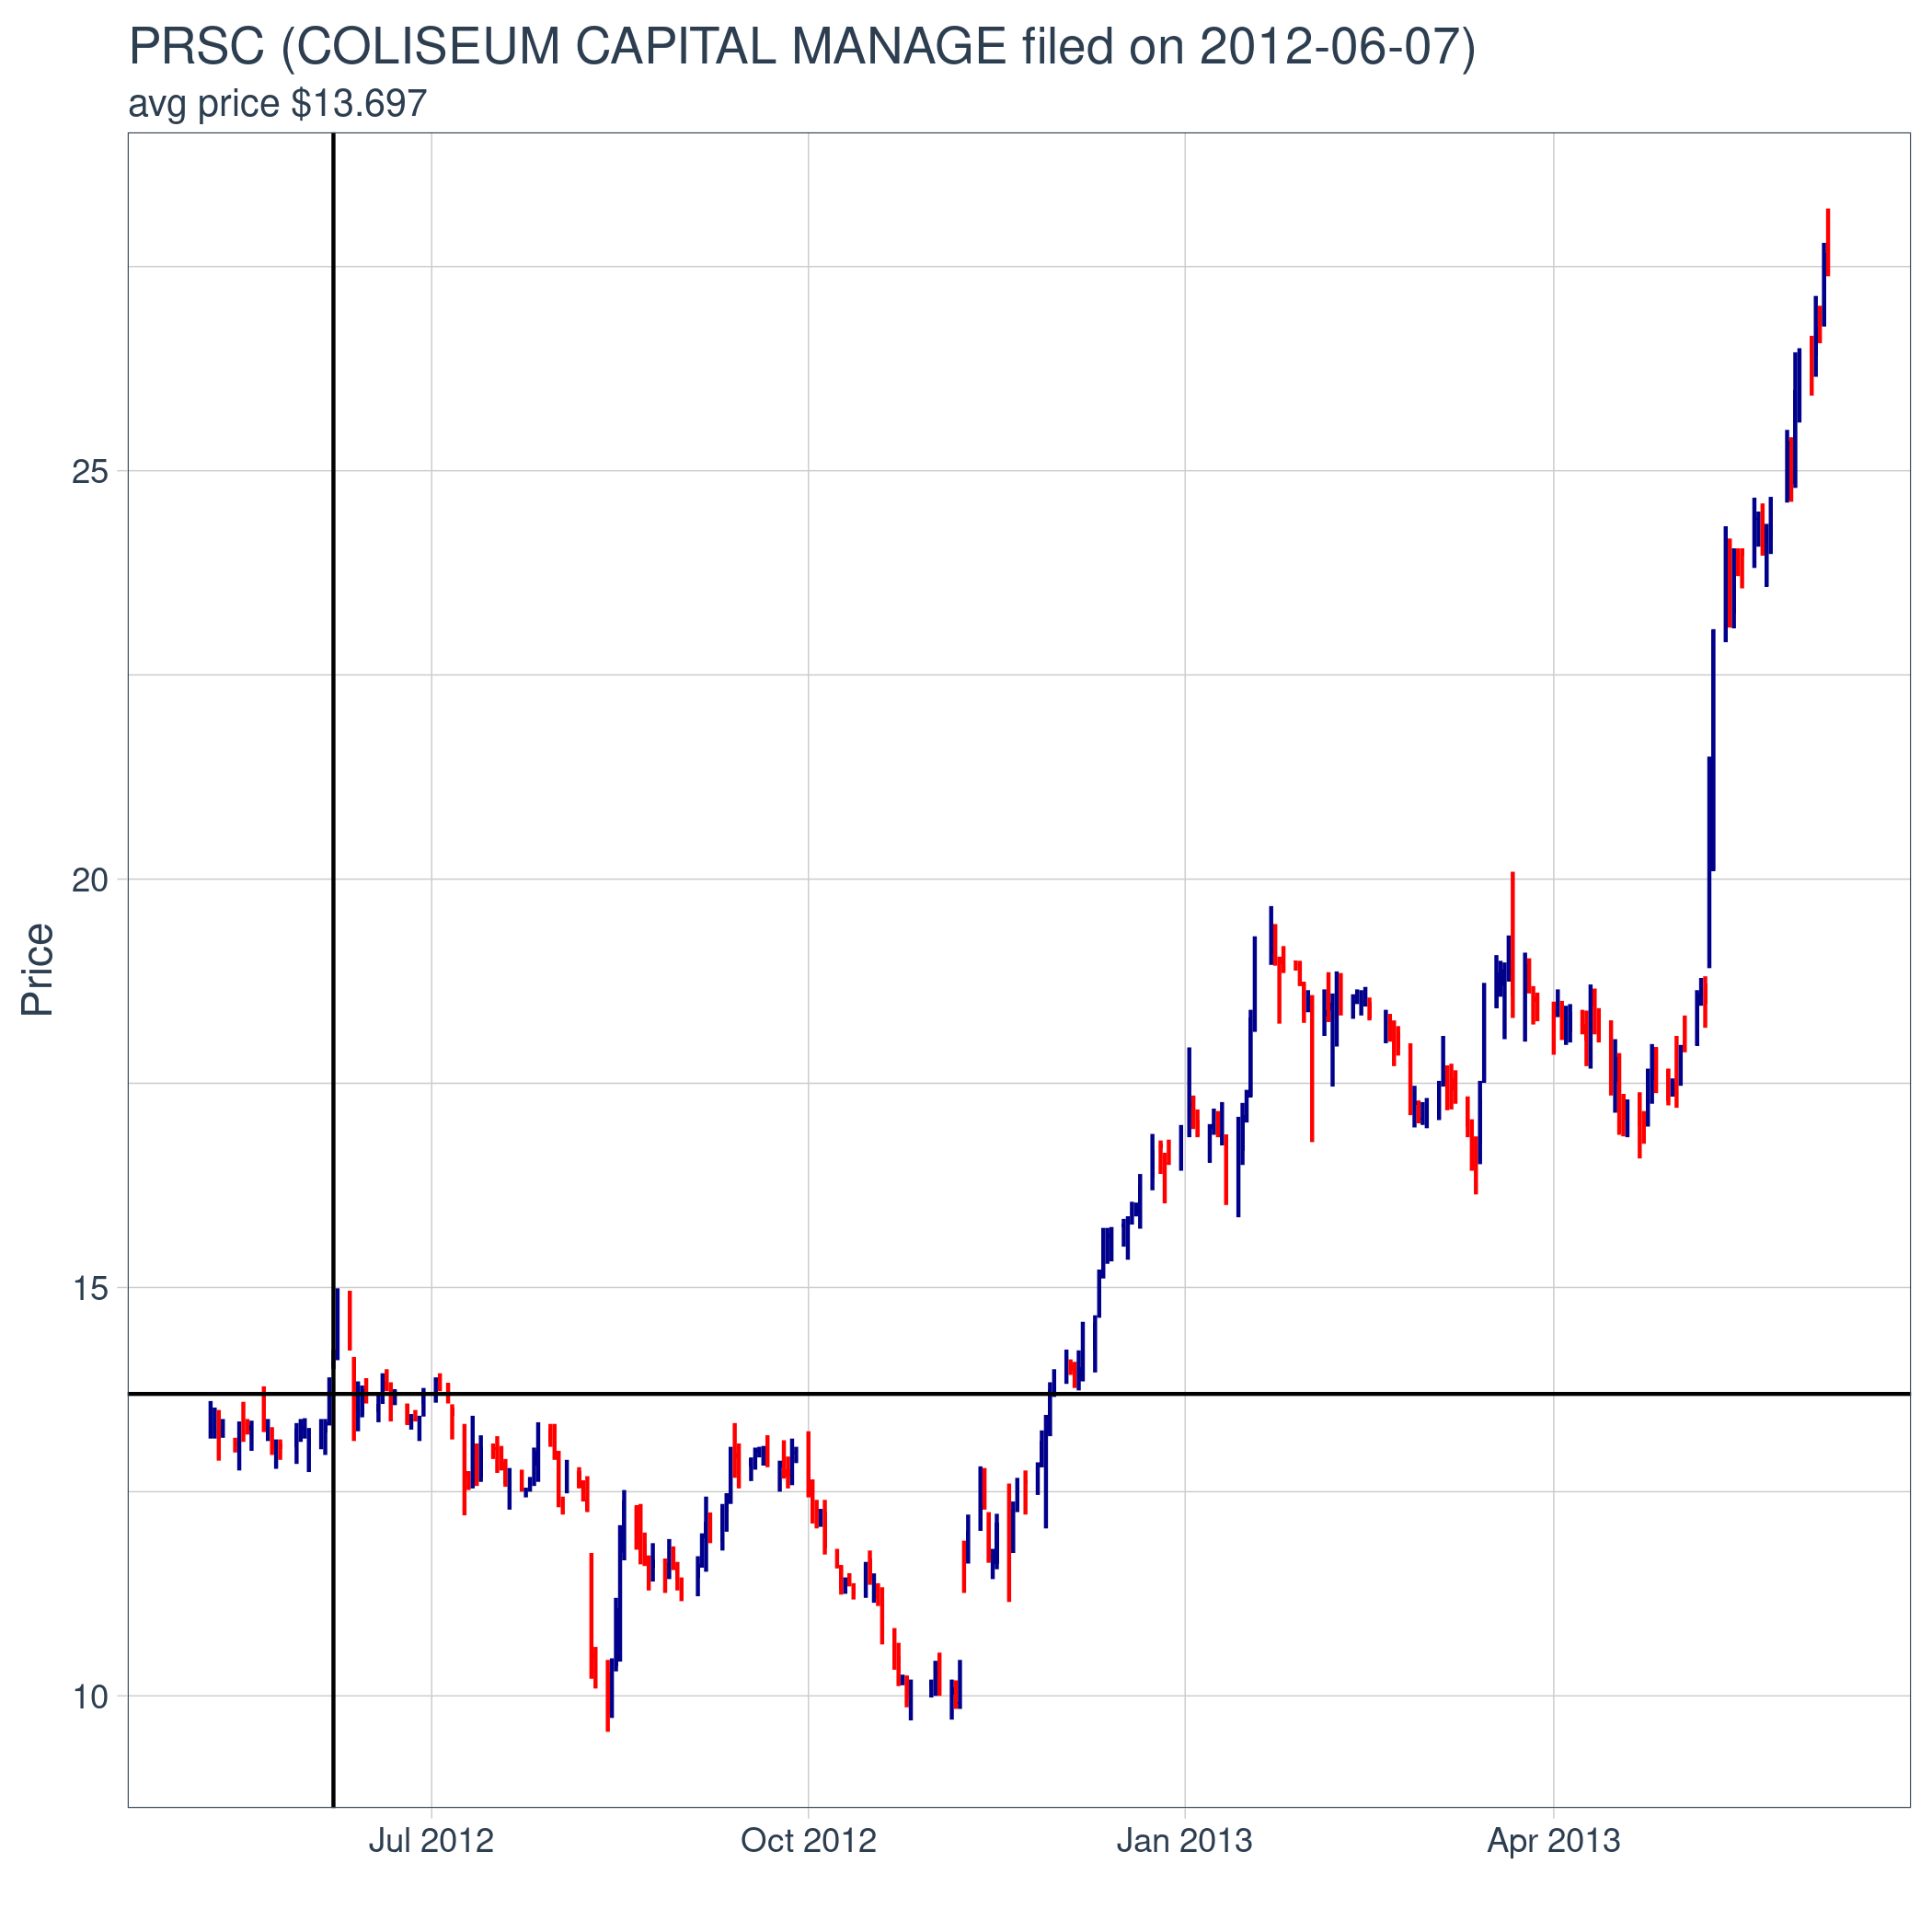 PRSC (COLISEUM CAPITAL MANAGE filed on 2012-06-07)
avg price $13.697
25
20
Price
15
10
Jul 2012
Oct 2012
Jan 2013
Apr 2013